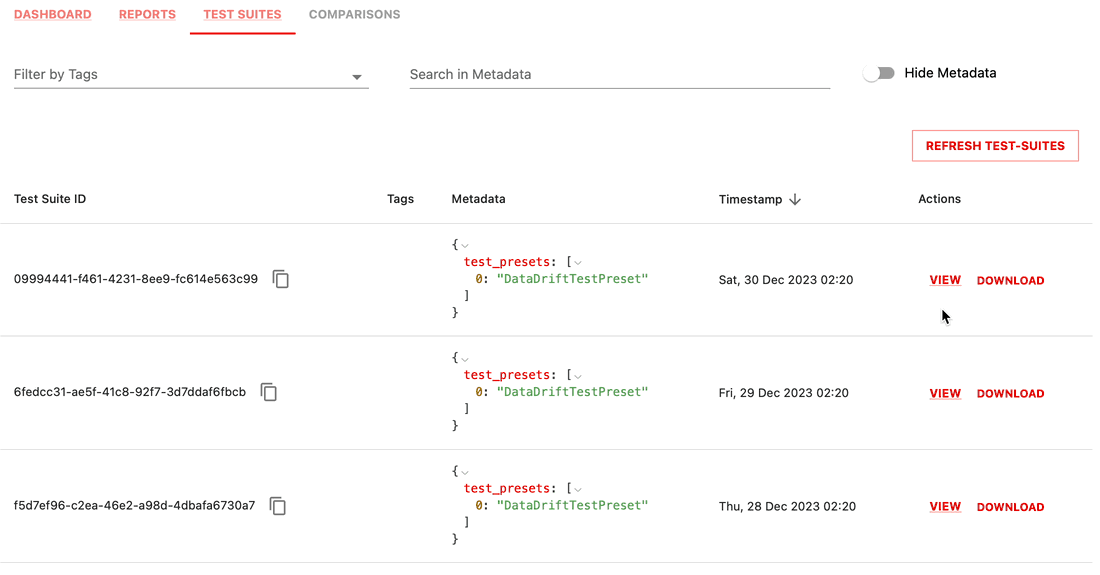 DASHBOARD REPORTS TEST SUITES COMPARISONS
Filter by Tags Search in Metadata Hide Metadata
REFRESH TEST-SUITES
Test Suite ID Tags Metadata Timestamp Actions
{
test_presets: [
09994441-f461-4231-8ee9-fc614e563c99 0: "DataDriftTestPreset" Sat, 30 Dec 2023 02:20 VIEW DOWNLOAD
]
}
{
test_presets: [
6fedcc31-ae5f-41c8-92f7-3d7ddaf6fbcb 0: "DataDriftTestPreset" Fri, 29 Dec 2023 02:20 VIEW DOWNLOAD
]
}
{
test_presets: [
f5d7ef96-c2ea-46e2-a98d-4dbafa6730a7 0: "DataDriftTestPreset" Thu, 28 Dec 2023 02:20 VIEW DOWNLOAD
]
}